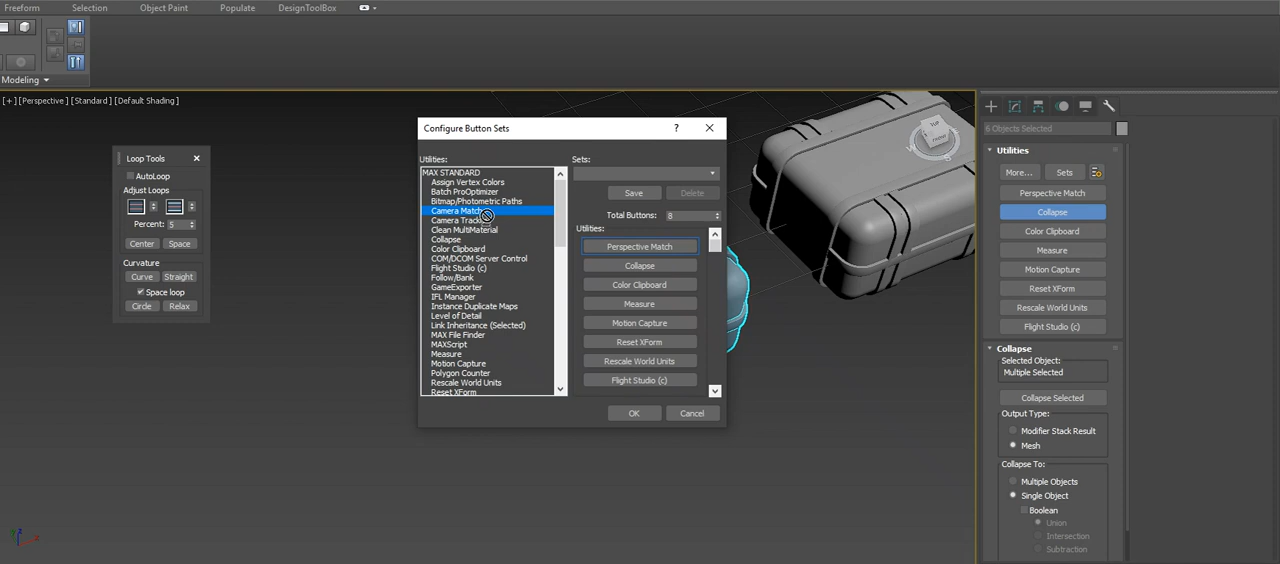 Freeform Selection Object Paint Populate DesignToolBox
Modeling
[+] [Perspective ] [Standard ] [Default Shading ]
Loop Tools
AutoLoop
Adjust Loops
Percent: 5
Center Space
Curvature
Curve Straight
Space loop
Circle Relax
Configure Button Sets ?
Utilities:
MAX STANDARD
Assign Vertex Colors
Batch ProOptimizer
Bitmap/Photometric Paths
Camera Match
Camera
Clean MultiMaterial
Collapse
Color Clipboard
COM/DCOM Server Control
Flight Studio (c)
Follow/Bank
GameExporter
IFL Manager
Instance Duplicate Maps
Level of Detail
Link Inheritance (Selected)
MAX File Finder
MAXScript
Measure
Motion Capture
Polygon Counter
Rescale World Units
Reset XForm
Sets:
Save Delete
Total Buttons: 8
Utilities:
Perspective Match
Collapse
Color Clipboard
Measure
Motion Capture
Reset XForm
Rescale World Units
Flight Studio (c)
OK Cancel
TOP
FRONT
W
S
6 Objects Selected
Utilities
More... Sets
Perspective Match
Collapse
Color Clipboard
Measure
Motion Capture
Reset XForm
Rescale World Units
Flight Studio (c)
Collapse
Selected Object:
Multiple Selected
Collapse Selected
Output Type:
Modifier Stack Result
Mesh
Collapse To:
Multiple Objects
Single Object
Boolean
Union
Intersection
Subtraction
z
x